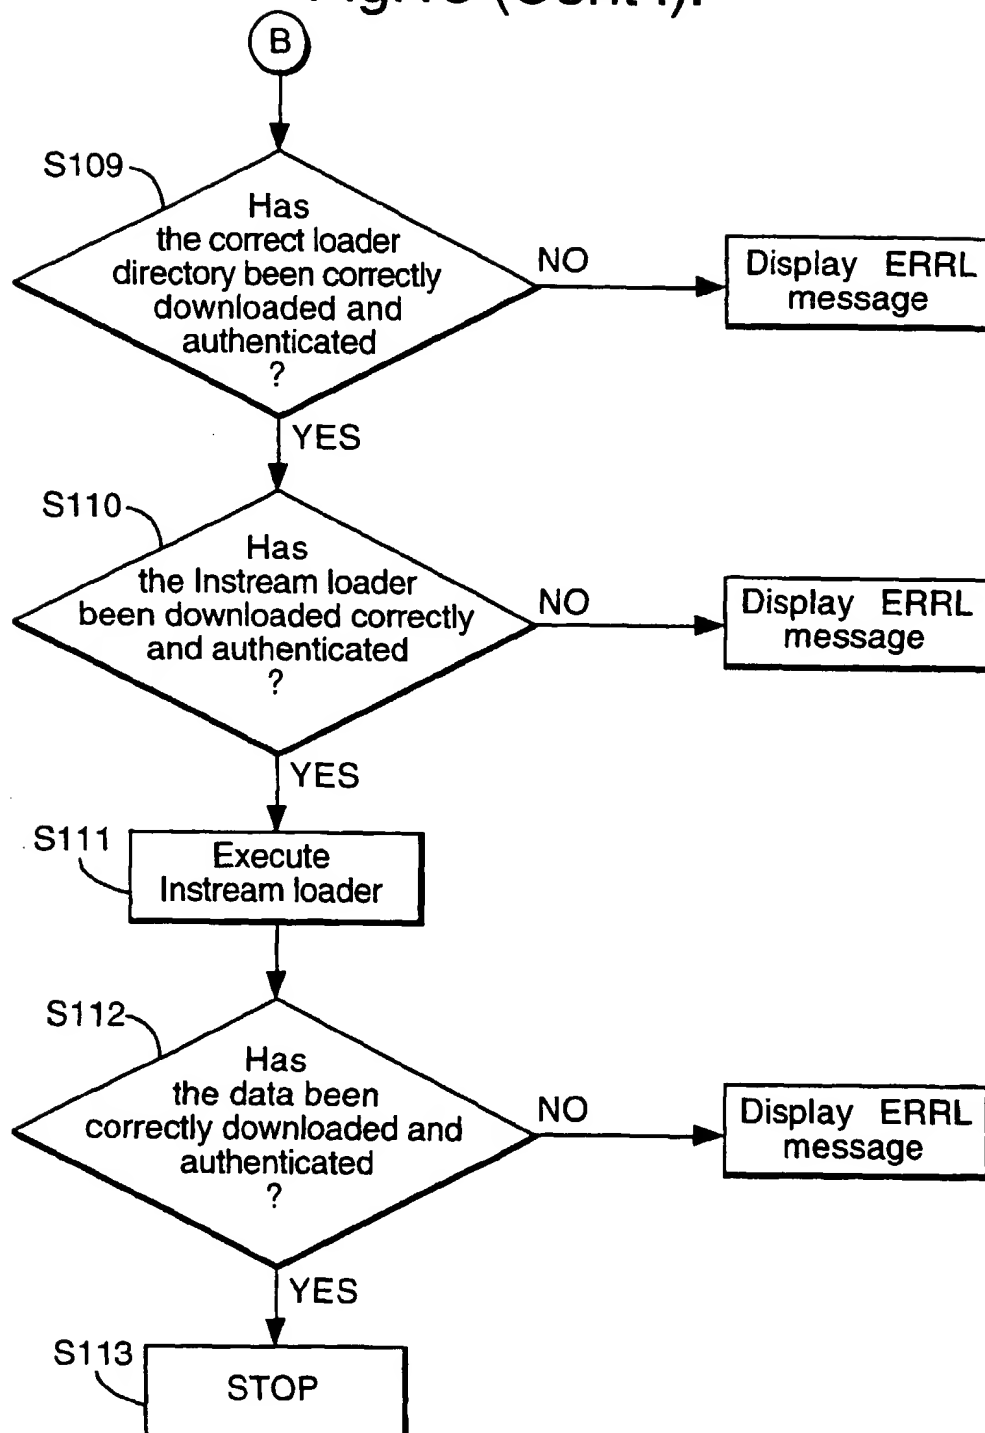 (Cont'd).
B
S109
Has
the correct loader
directory been correctly
downloaded and
authenticated
?
NO
Display ERRL
message
YES
S110
Has
the Instream loader
been downloaded correctly
and authenticated
?
NO
Display ERRL
message
YES
S111
Execute
Instream loader
S112
Has
the data been
correctly downloaded and
authenticated
?
NO
Display ERRL
message
YES
S113
STOP